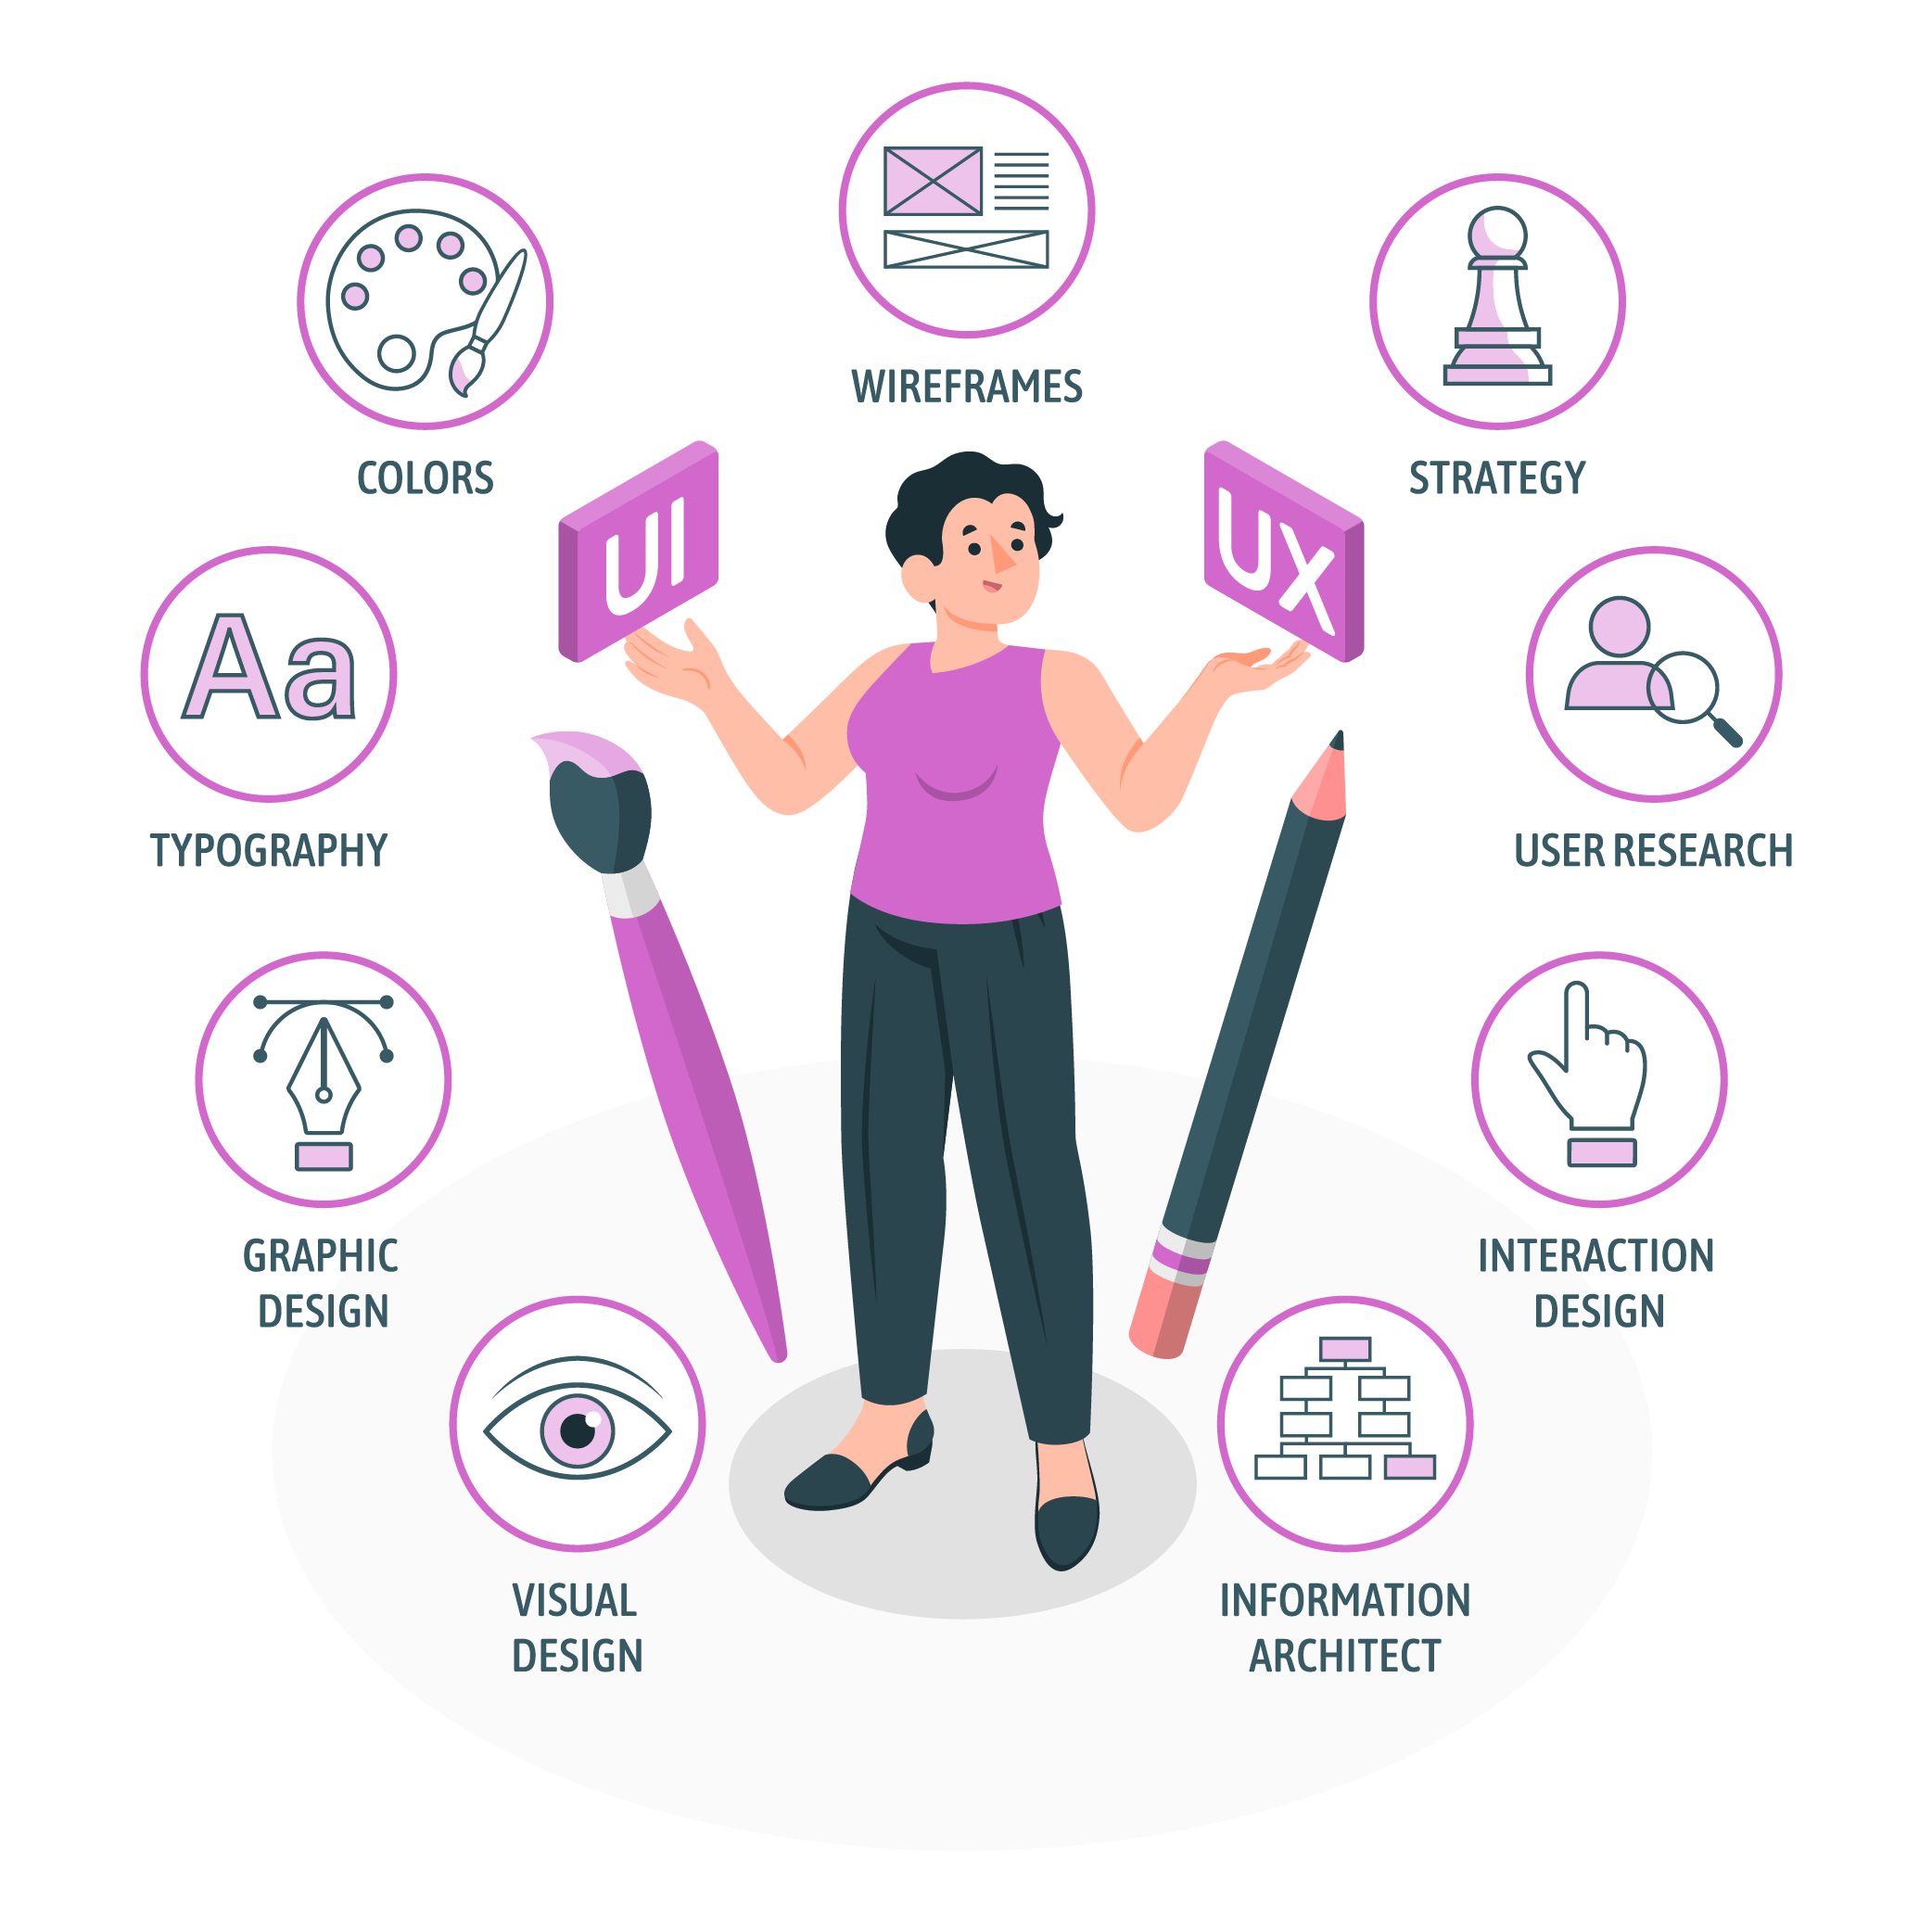 WIREFRAMES
COLORS
STRATEGY
UI
UX
Aa
TYPOGRAPHY
USER RESEARCH
GRAPHIC
DESIGN
INTERACTION
DESIGN
VISUAL
DESIGN
INFORMATION
ARCHITECT